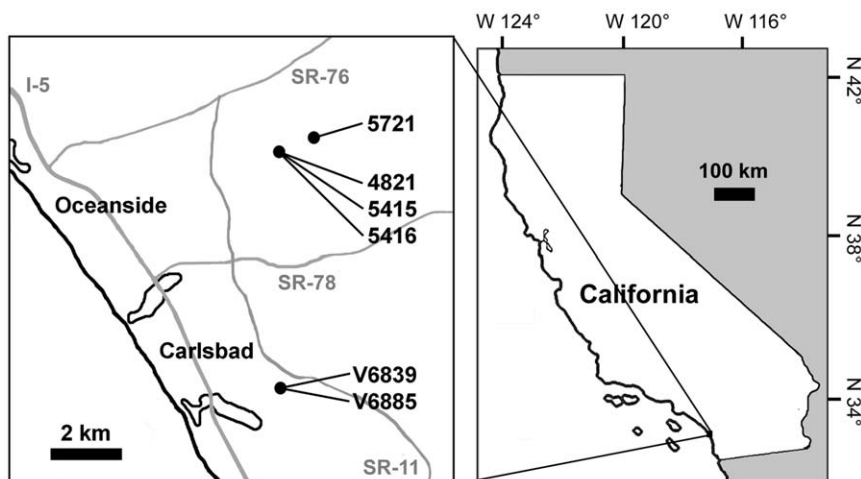 W 124° W 120° W 116°
SR-76
I-5
5721
4821
5415
5416
Oceanside
SR-78
Carlsbad
V6839
V6885
2 km
SR-11
N 42°
100 km
N 38°
California
N 34°